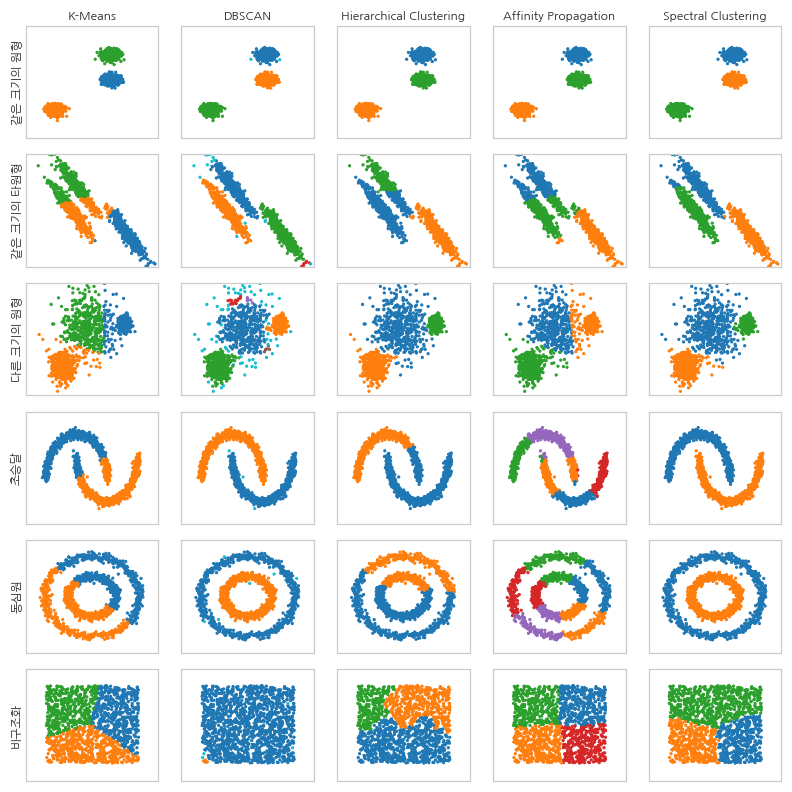 K-Means
DBSCAN
Hierarchical Clustering
Affinity Propagation
Spectral Clustering
같은 크기의 원형
같은 크기의 타원형
다른 크기의 원형
초승달
동심원
비구조화